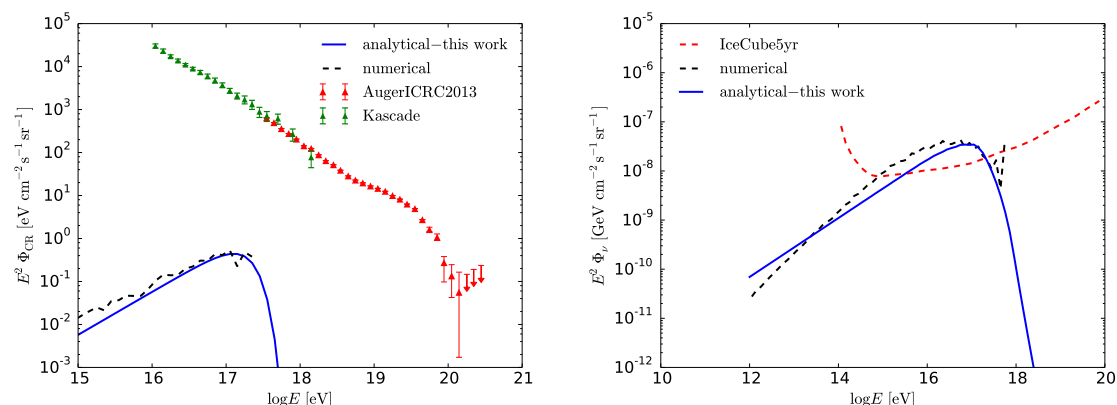 10^5
10^4
10^3
10^2
10^1
10^0
10^-1
10^-2
10^-3
E^2 Φ_CR [eV cm^−2 s^−1 sr^−1]
analytical−this work
numerical
AugerICRC2013
Kascade
15 16 17 18 19 20 21
logE [eV]
10^-5
10^-6
10^-7
10^-8
10^-9
10^-10
10^-11
10^-12
E^2 Φ_ν [GeV cm^−2 s^−1 sr^−1]
IceCube5yr
numerical
analytical−this work
10 12 14 16 18 20
logE [eV]